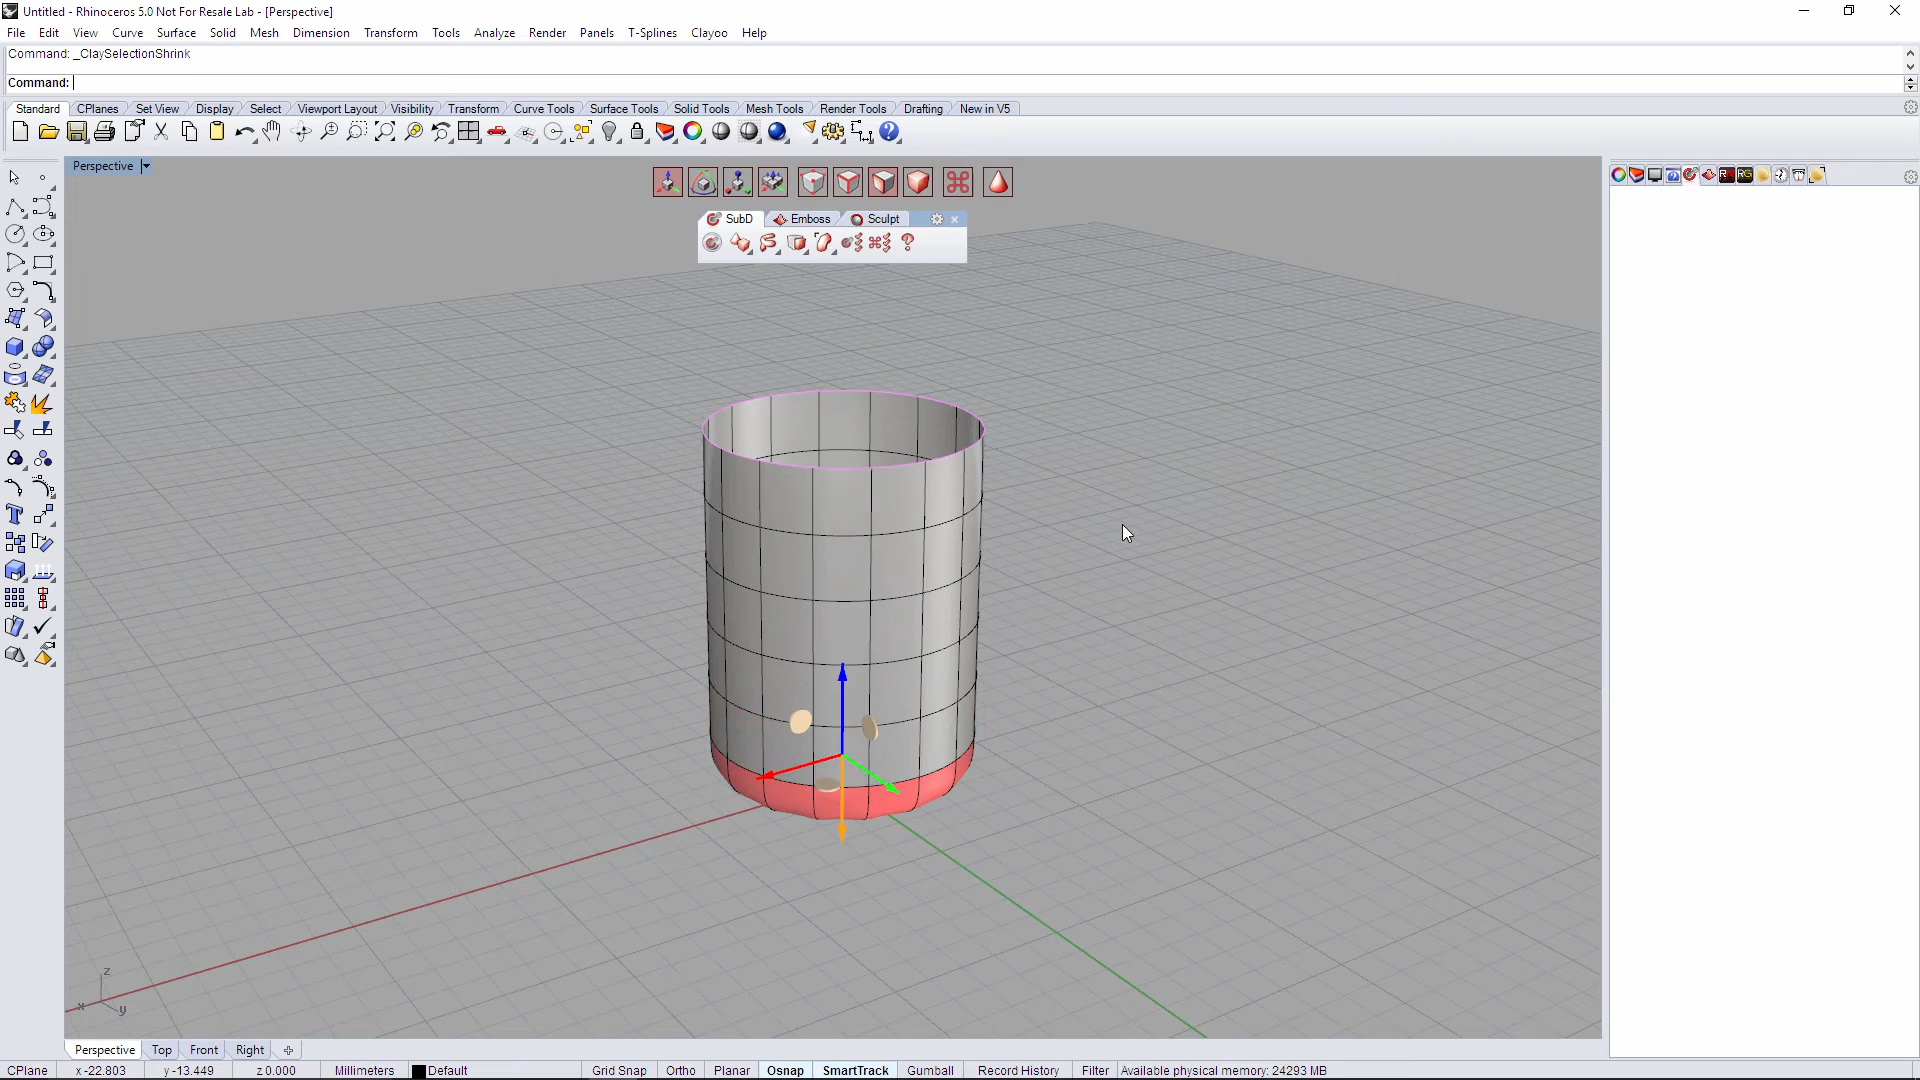 Untitled - Rhinoceros 5.0 Not For Resale Lab - [Perspective]
File Edit View Curve Surface Solid Mesh Dimension Transform Tools Analyze Render Panels T-Splines Clayoo Help
Command: _ClaySelectionShrink
Command:
Standard CPlanes Set View Display Select Viewport Layout Visibility Transform Curve Tools Surface Tools Solid Tools Mesh Tools Render Tools Drafting New in V5
Perspective
SubD Emboss Sculpt
z
x y
Perspective Top Front Right
CPlane x -22.803 y -13.449 z 0.000 Millimeters Default Grid Snap Ortho Planar Osnap SmartTrack Gumball Record History Filter Available physical memory: 24293 MB